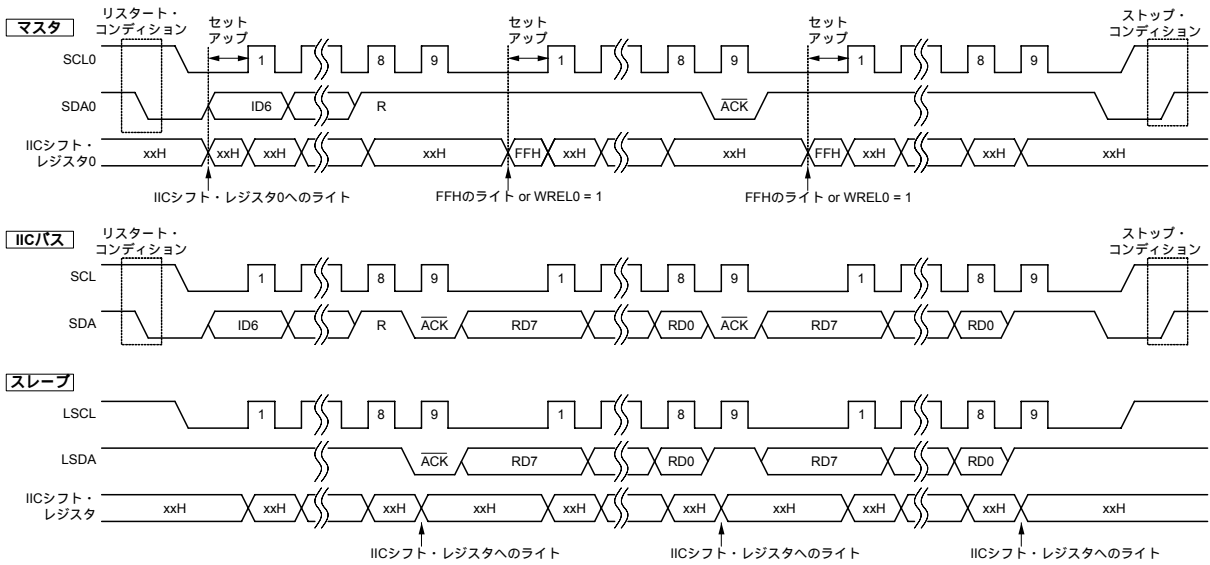 マスタ
リスタート・
コンディション
セット
アップ
セット
アップ
セット
アップ
ストップ・
コンディション
SCL0
1 8 9 1 8 9 1 8 9
SDA0
ID6 R ACK
IICシフト・
レジスタ0
xxH xxH xxH xxH FFH xxH xxH FFH xxH xxH xxH
IICシフト・レジスタ0へのライト
FFHのライト or WREL0 = 1
FFHのライト or WREL0 = 1
IICバス
リスタート・
コンディション
ストップ・
コンディション
SCL
1 8 9 1 8 9 1 8 9
SDA
ID6 R ACK RD7 RD0 ACK RD7 RD0
スレーブ
LSCL
1 8 9 1 8 9 1 8 9
LSDA
ACK RD7 RD0 RD7 RD0
IICシフト・
レジスタ
xxH xxH xxH xxH xxH xxH xxH xxH xxH xxH
IICシフト・レジスタへのライト
IICシフト・レジスタへのライト
IICシフト・レジスタへのライト